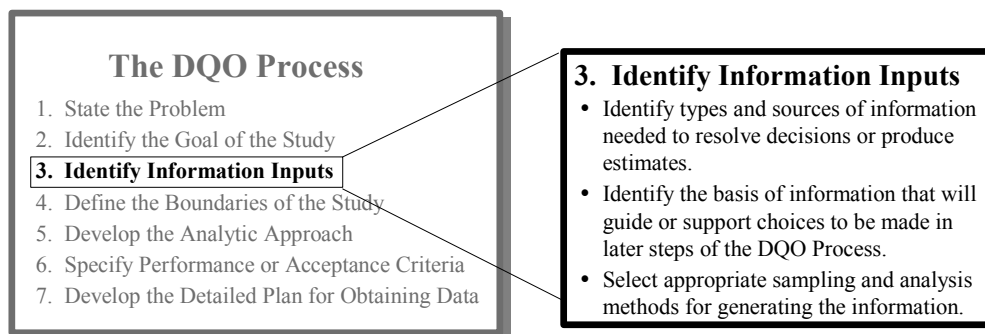 The DQO Process
1. State the Problem
2. Identify the Goal of the Study
3. Identify Information Inputs
4. Define the Boundaries of the Study
5. Develop the Analytic Approach
6. Specify Performance or Acceptance Criteria
7. Develop the Detailed Plan for Obtaining Data
3. Identify Information Inputs
• Identify types and sources of information
needed to resolve decisions or produce
estimates.
• Identify the basis of information that will
guide or support choices to be made in
later steps of the DQO Process.
• Select appropriate sampling and analysis
methods for generating the information.